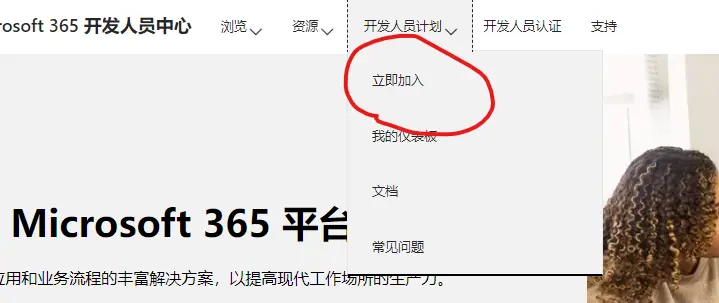 rosoft 365 开发人员中心 浏览 资源 开发人员计划 开发人员认证 支持
立即加入
我的仪表板
文档
Microsoft 365 平台
常见问题
应用和业务流程的丰富解决方案，以提高现代工作场所的生产力。